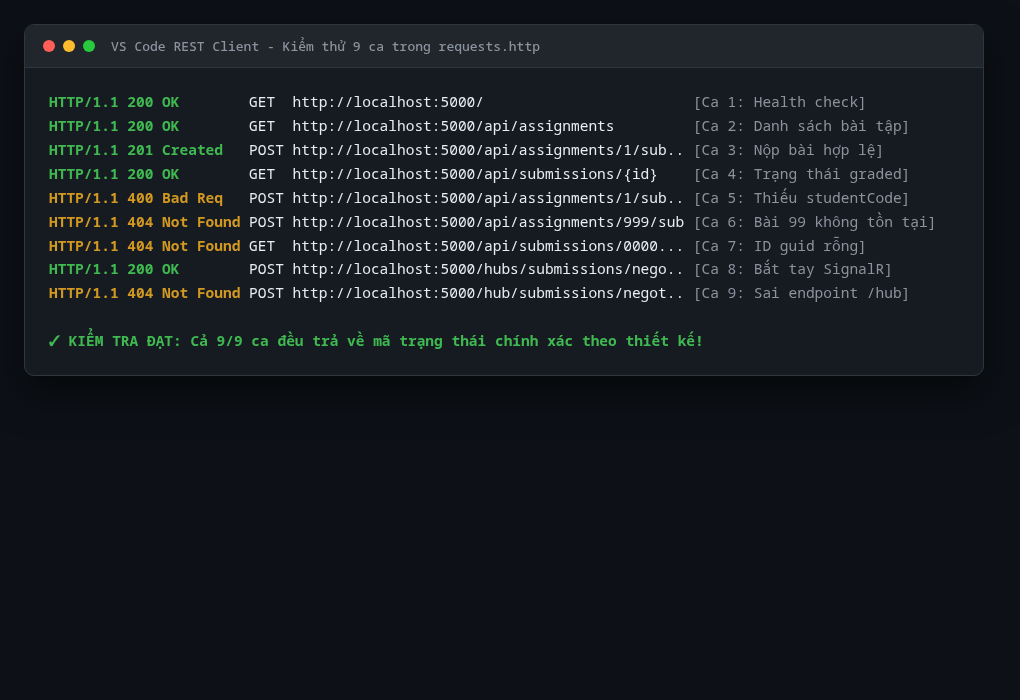 VS Code REST Client - Kiểm thử 9 ca trong requests.http
HTTP/1.1 200 OK GET http://localhost:5000/ [Ca 1: Health check]
HTTP/1.1 200 OK GET http://localhost:5000/api/assignments [Ca 2: Danh sách bài tập]
HTTP/1.1 201 Created POST http://localhost:5000/api/assignments/1/sub.. [Ca 3: Nộp bài hợp lệ]
HTTP/1.1 200 OK GET http://localhost:5000/api/submissions/{id} [Ca 4: Trạng thái graded]
HTTP/1.1 400 Bad Req POST http://localhost:5000/api/assignments/1/sub.. [Ca 5: Thiếu studentCode]
HTTP/1.1 404 Not Found POST http://localhost:5000/api/assignments/999/sub [Ca 6: Bài 99 không tồn tại]
HTTP/1.1 404 Not Found GET http://localhost:5000/api/submissions/0000... [Ca 7: ID guid rỗng]
HTTP/1.1 200 OK POST http://localhost:5000/hubs/submissions/nego.. [Ca 8: Bắt tay SignalR]
HTTP/1.1 404 Not Found POST http://localhost:5000/hub/submissions/negot.. [Ca 9: Sai endpoint /hub]
✓ KIỂM TRA ĐẠT: Cả 9/9 ca đều trả về mã trạng thái chính xác theo thiết kế!